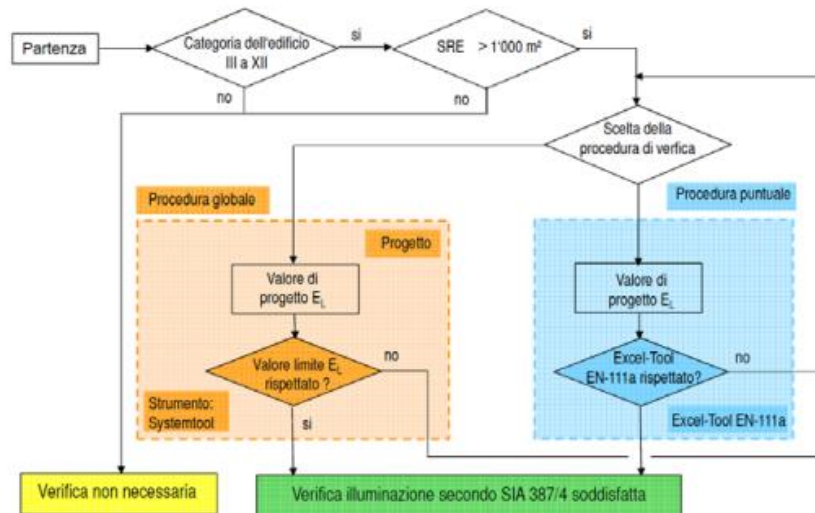 Partenza
Categoria dell'edificio
III a XII
si
SRE > 1'000 m²
si
no
no
Scelta della
procedura di verfica
Procedura globale
Procedura puntuale
Progetto
Valore di
progetto EL
Valore di
progetto EL
Valore limite EL
rispettato ?
no
Excel-Tool
EN-111a rispettato?
no
Strumento:
Systemtool
si
Excel-Tool EN-111a
Verifica non necessaria
Verifica illuminazione secondo SIA 387/4 soddisfatta